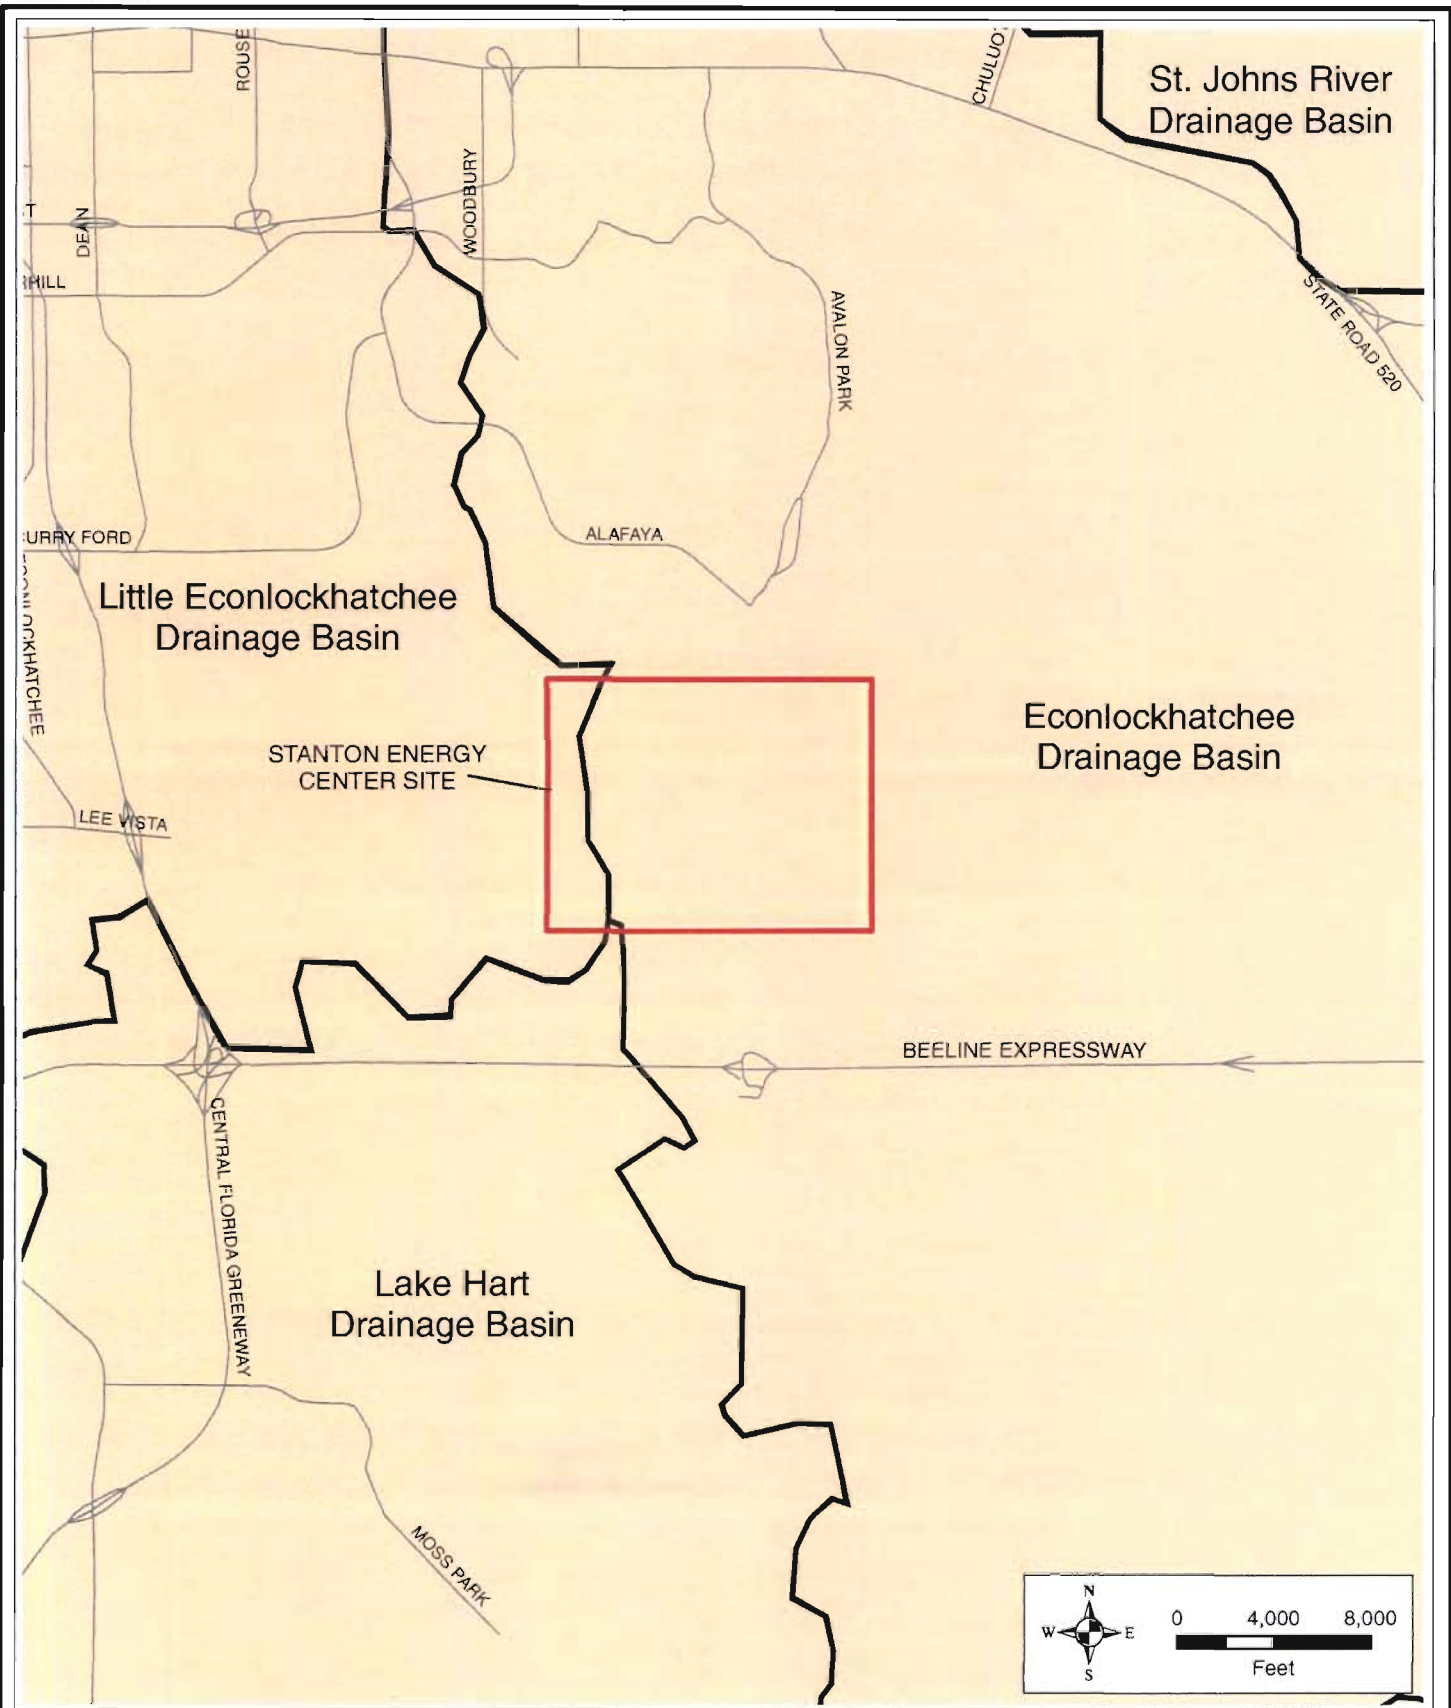 ROUSE
CHULUO
St. Johns River
Drainage Basin
WOODBURY
T
DEAN
HILL
AVALON PARK
STATE ROAD 520
URRY FORD
ALAFAYA
Little Econlockhatchee
Drainage Basin
ONLOCKHATCHEE
Econlockhatchee
Drainage Basin
STANTON ENERGY
CENTER SITE
LEE VISTA
BEELINE EXPRESSWAY
CENTRAL FLORIDA GREENEWAY
Lake Hart
Drainage Basin
MOSS PARK
N
W E
S
0 4,000 8,000
Feet